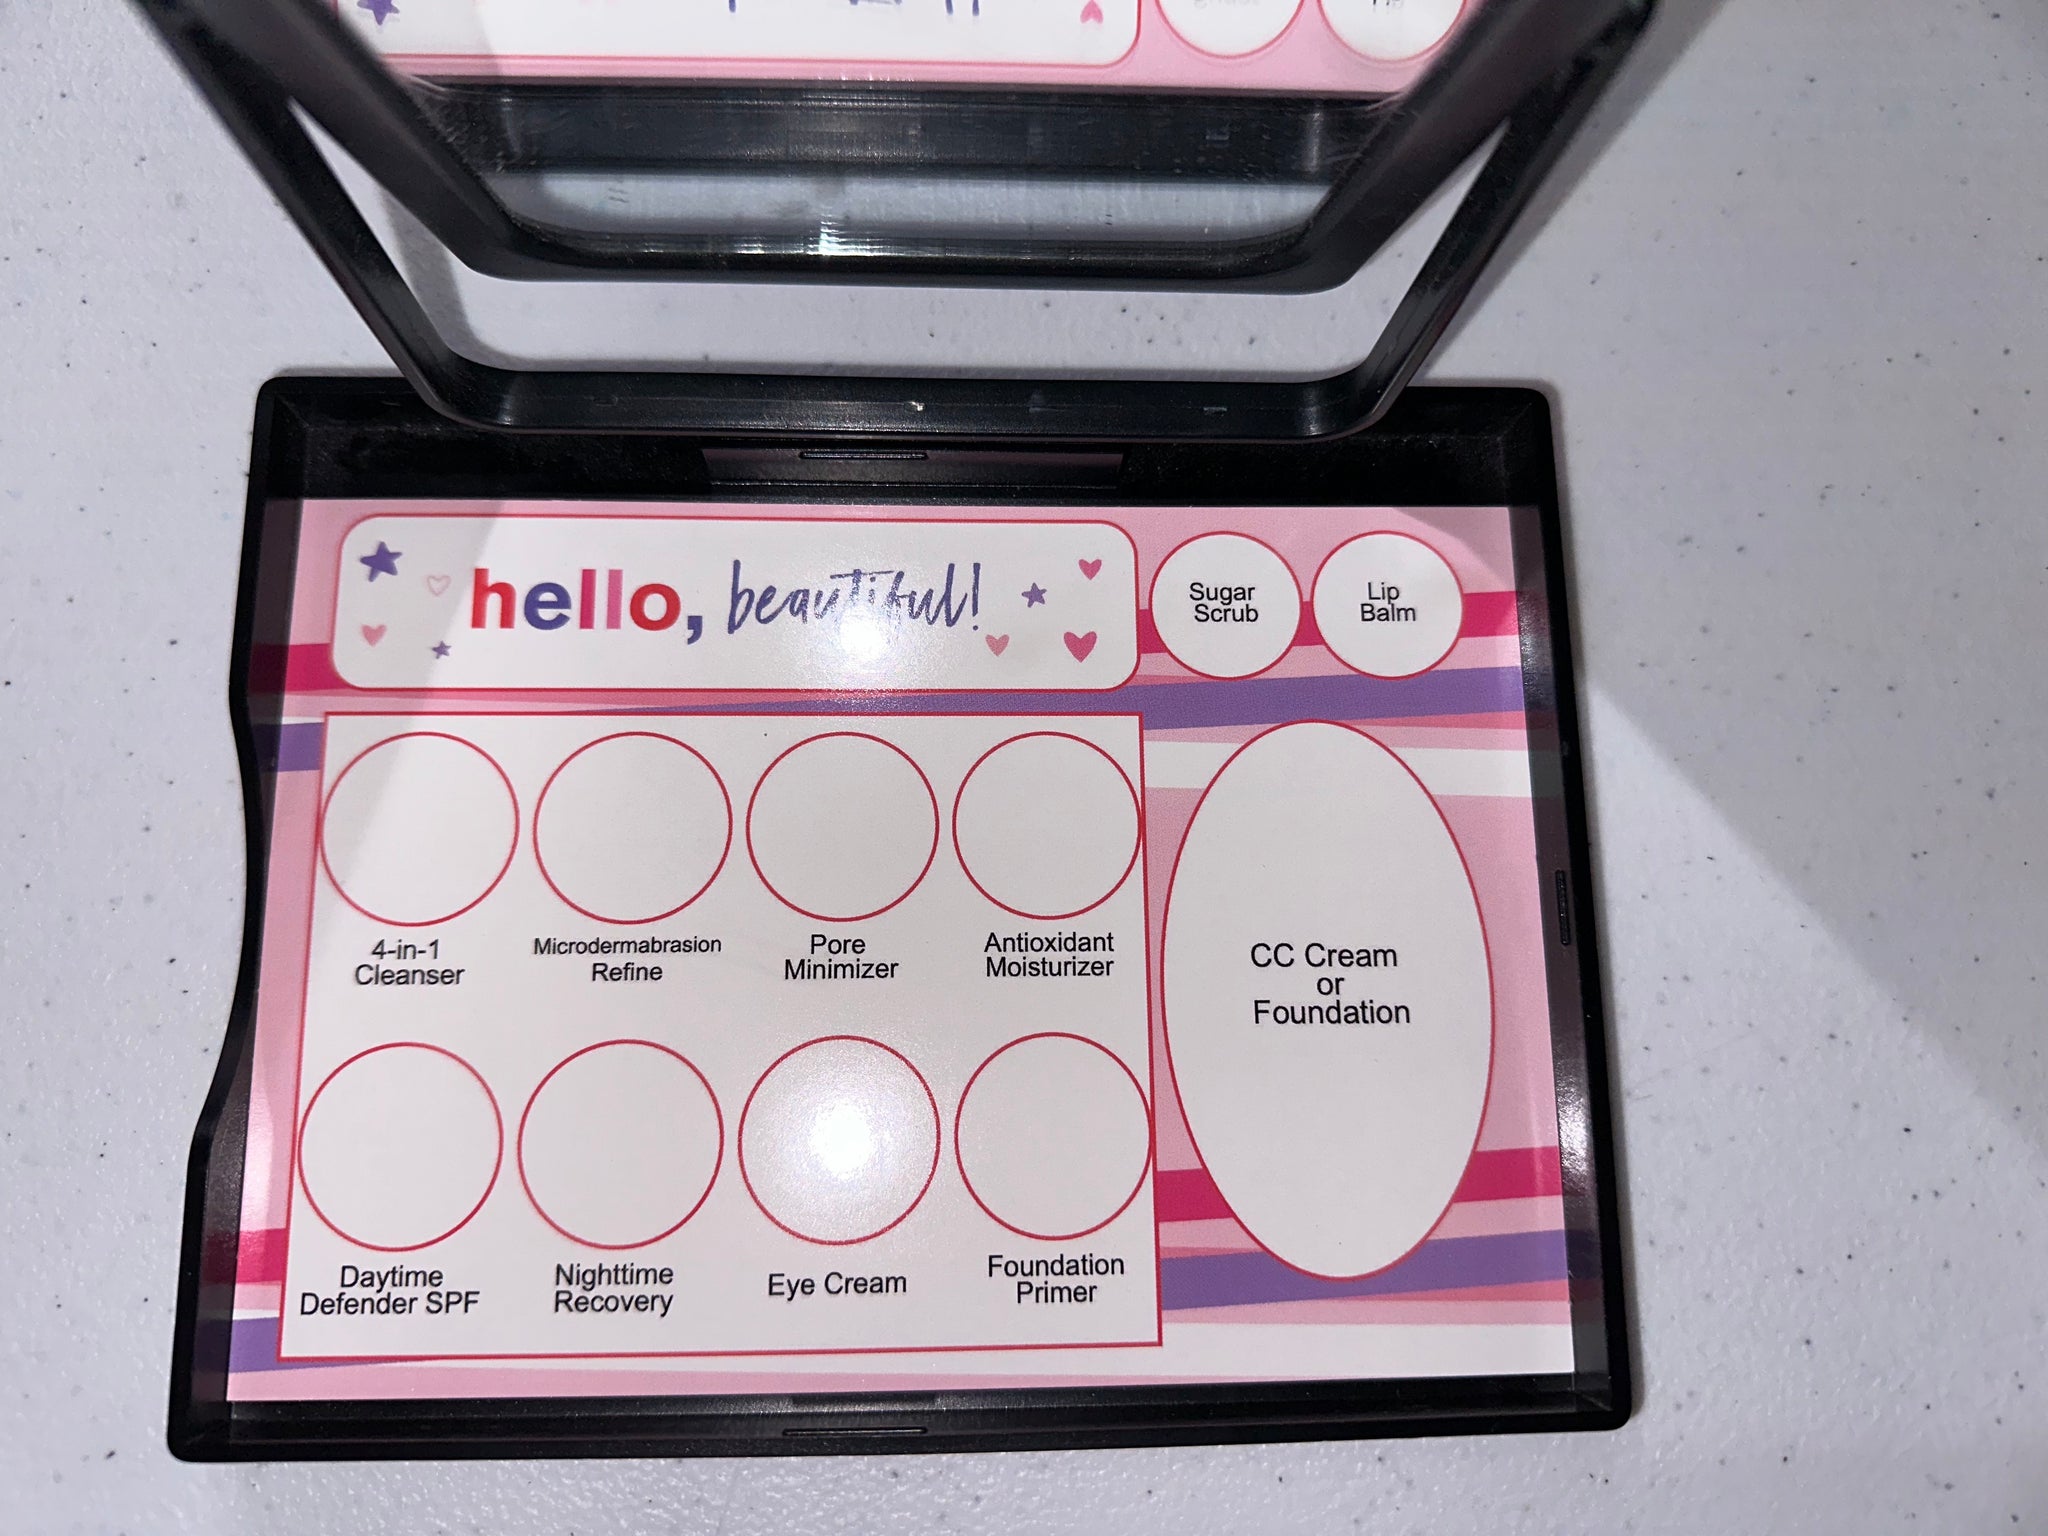 hello, beautiful!
Sugar
Scrub
Lip
Balm
4-in-1
Cleanser
Microdermabrasion
Refine
Pore
Minimizer
Antioxidant
Moisturizer
CC Cream
or
Foundation
Daytime
Defender SPF
Nighttime
Recovery
Eye Cream
Foundation
Primer